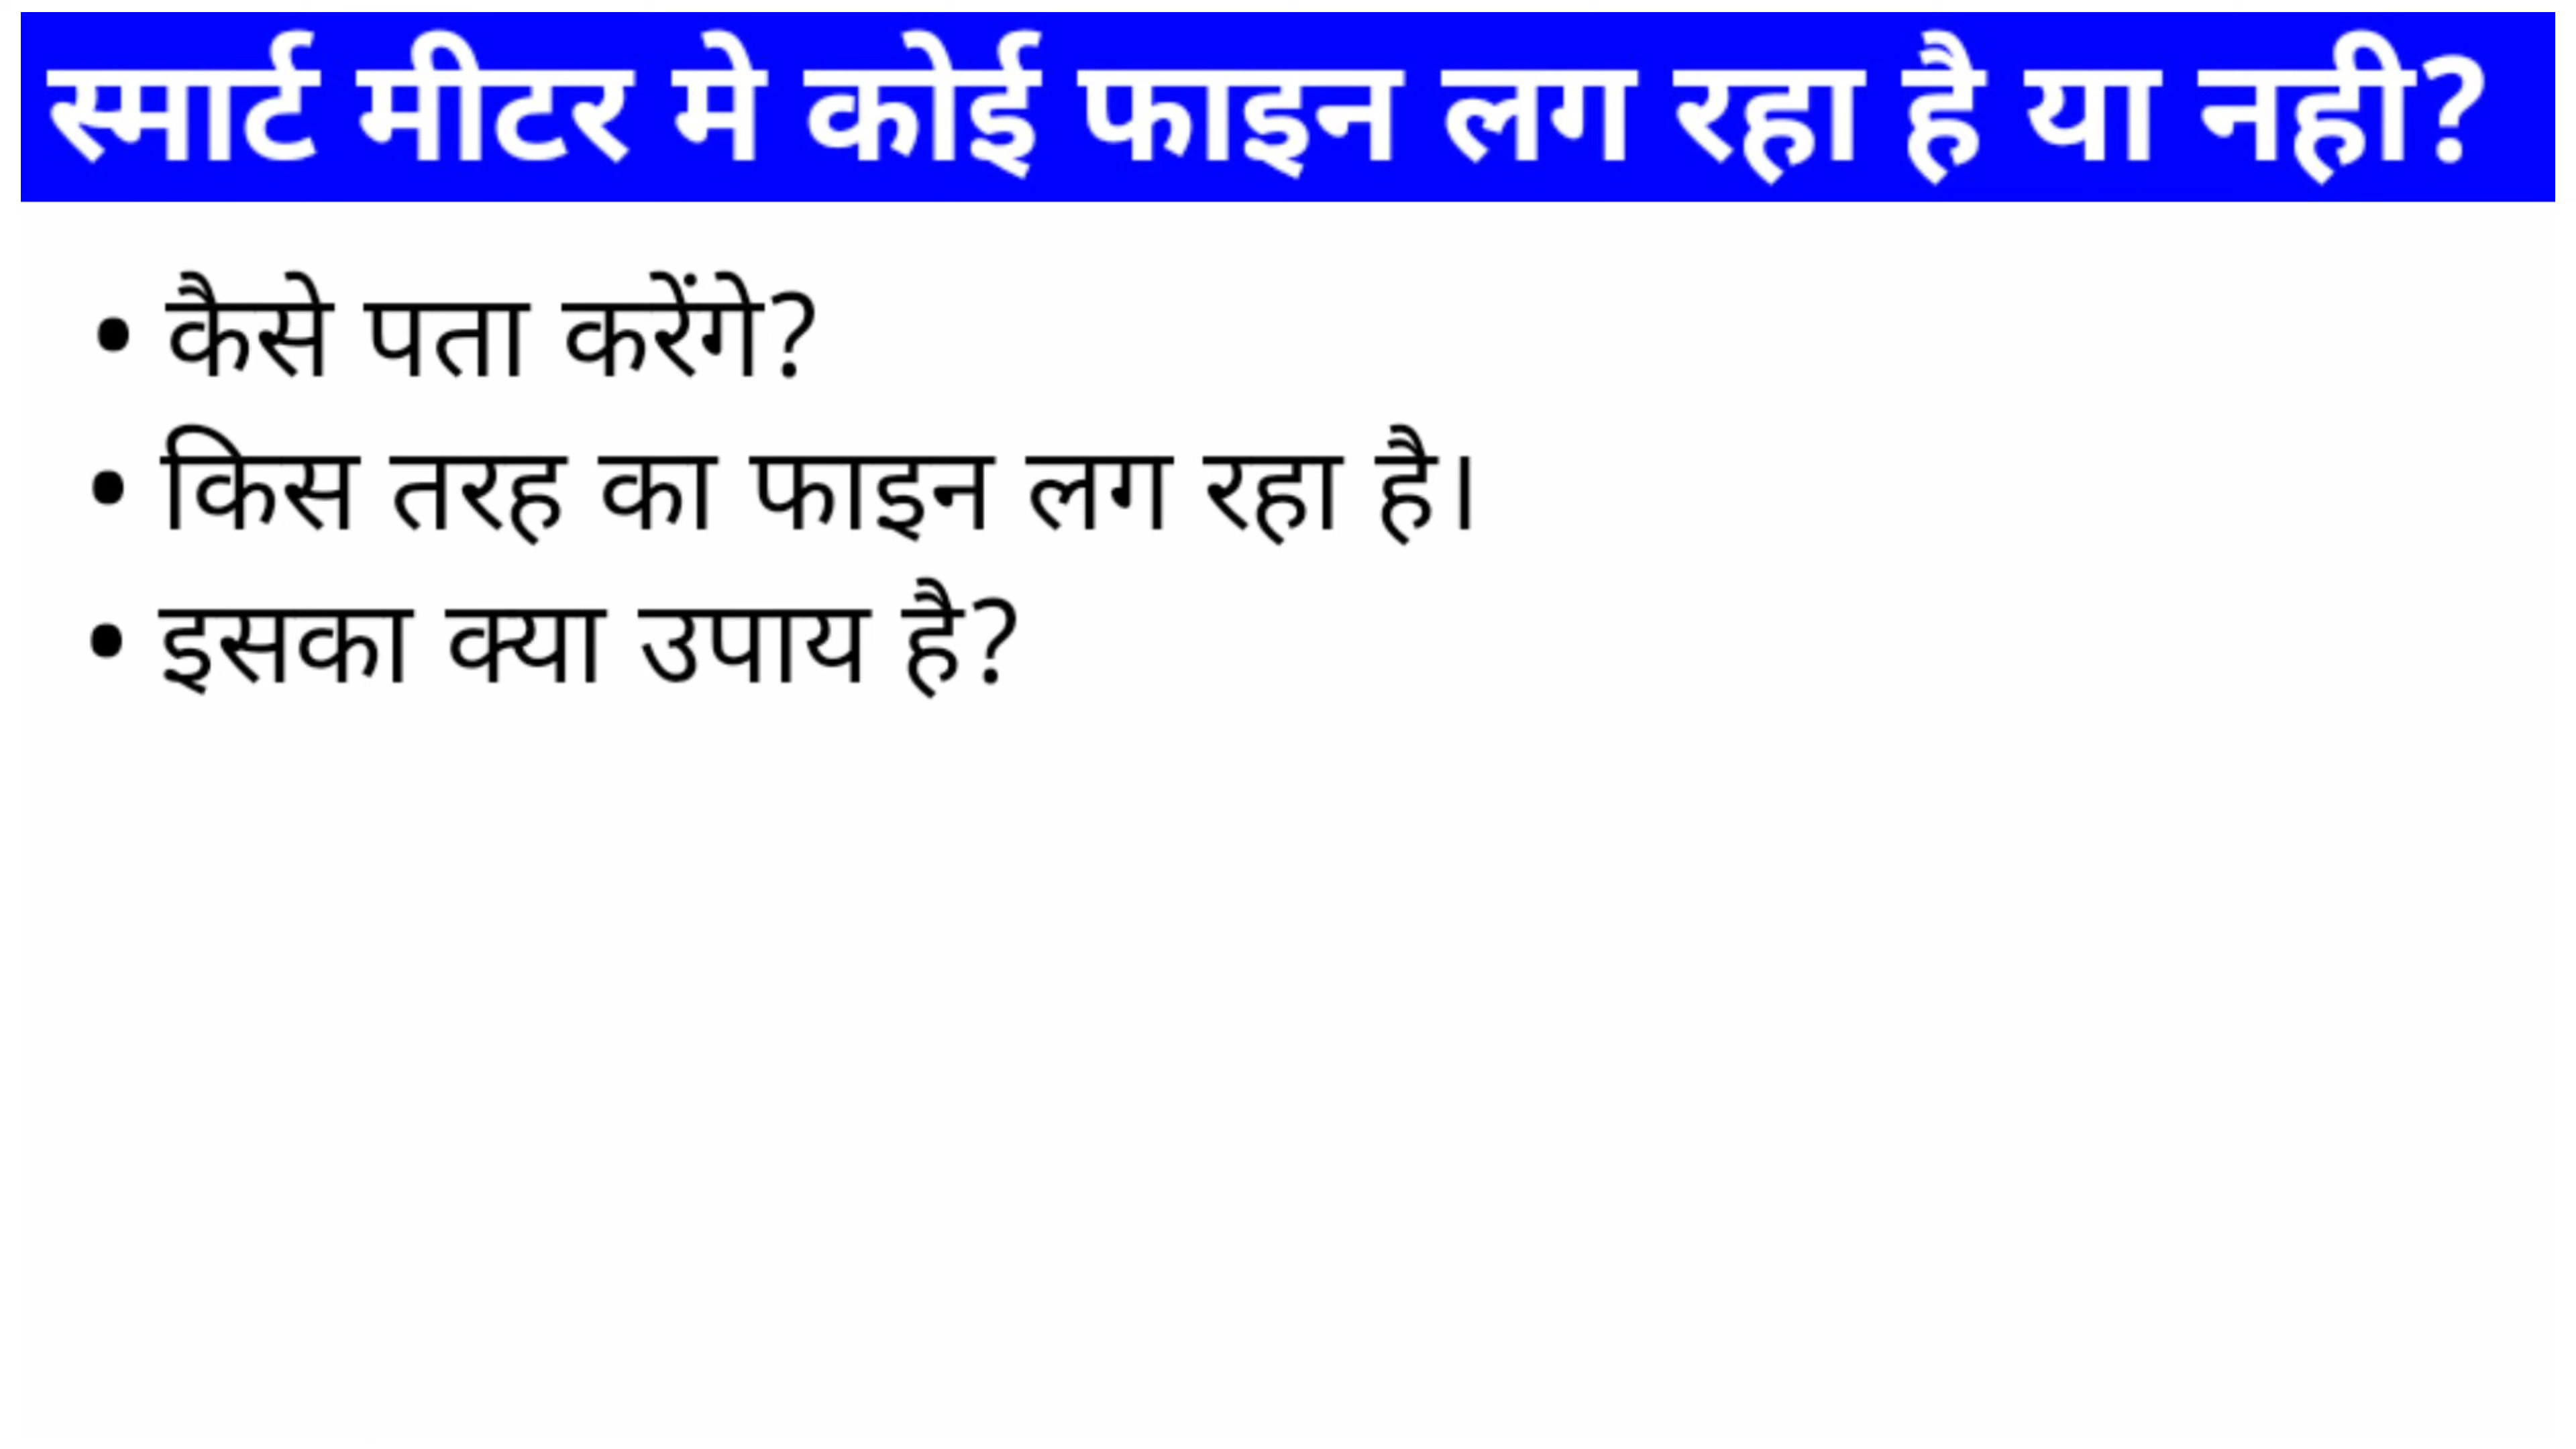 स्मार्ट मीटर मे कोई फाइन लग रहा है या नही?
• कैसे पता करेंगे?
• किस तरह का फाइन लग रहा है।
• इसका क्या उपाय है?